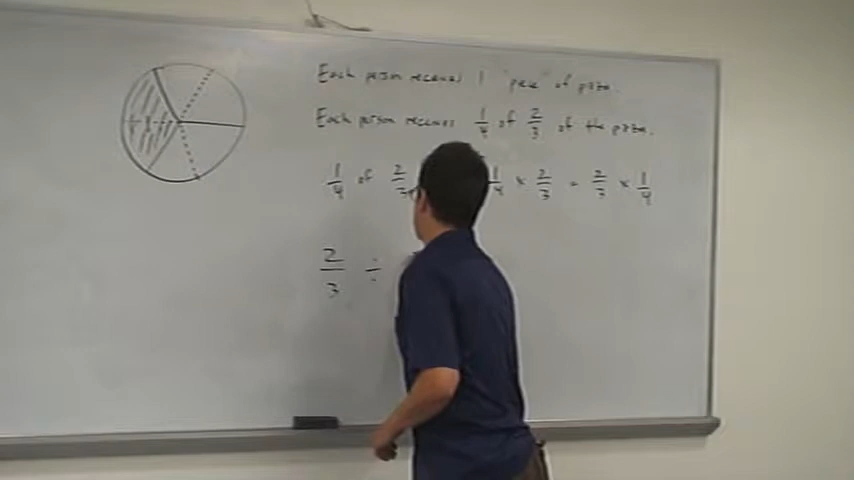 Each person receives 1 "piece" of pizza.
Each person receives 1/4 of 2/3 of the pizza.
1/4 of 2/3 1/4 × 2/3 = 2/3 × 1/4
2/3 ÷